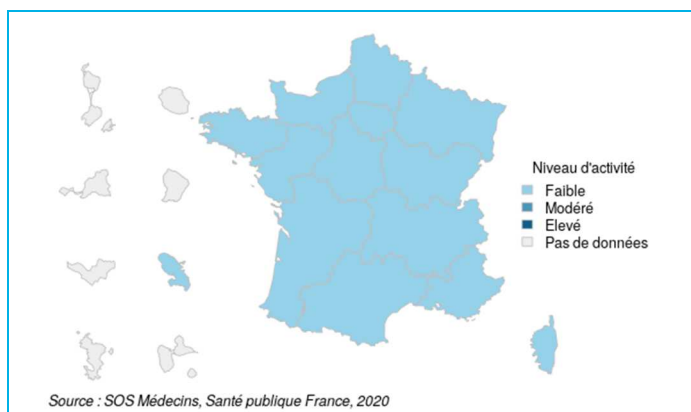 Niveau d'activité
Faible
Modéré
Elevé
Pas de données
Source : SOS Médecins, Santé publique France, 2020